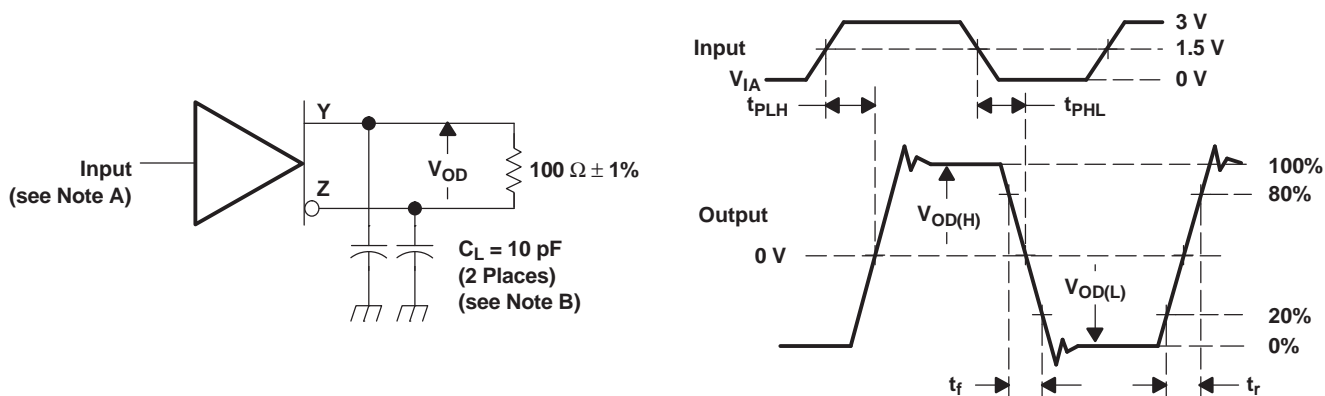 Input
(see Note A)
Y
Z
V_OD
100 Ω ± 1%
C_L = 10 pF
(2 Places)
(see Note B)
Input
V_IA
3 V
1.5 V
0 V
t_PLH
t_PHL
Output
0 V
V_OD(H)
V_OD(L)
100%
80%
20%
0%
t_f
t_r